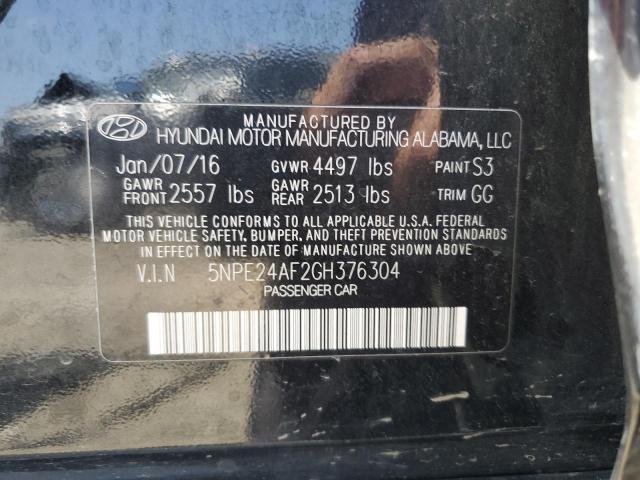 MANUFACTURED BY
HYUNDAI MOTOR MANUFACTURING ALABAMA, LLC
Jan/07/16 GVWR 4497 lbs PAINT S3
GAWR FRONT 2557 lbs GAWR REAR 2513 lbs TRIM GG
THIS VEHICLE CONFORMS TO ALL APPLICABLE U.S.A. FEDERAL
MOTOR VEHICLE SAFETY, BUMPER, AND THEFT PREVENTION STANDARDS
IN EFFECT ON THE DATE OF MANUFACTURE SHOWN ABOVE.
V.I.N 5NPE24AF2GH376304
PASSENGER CAR